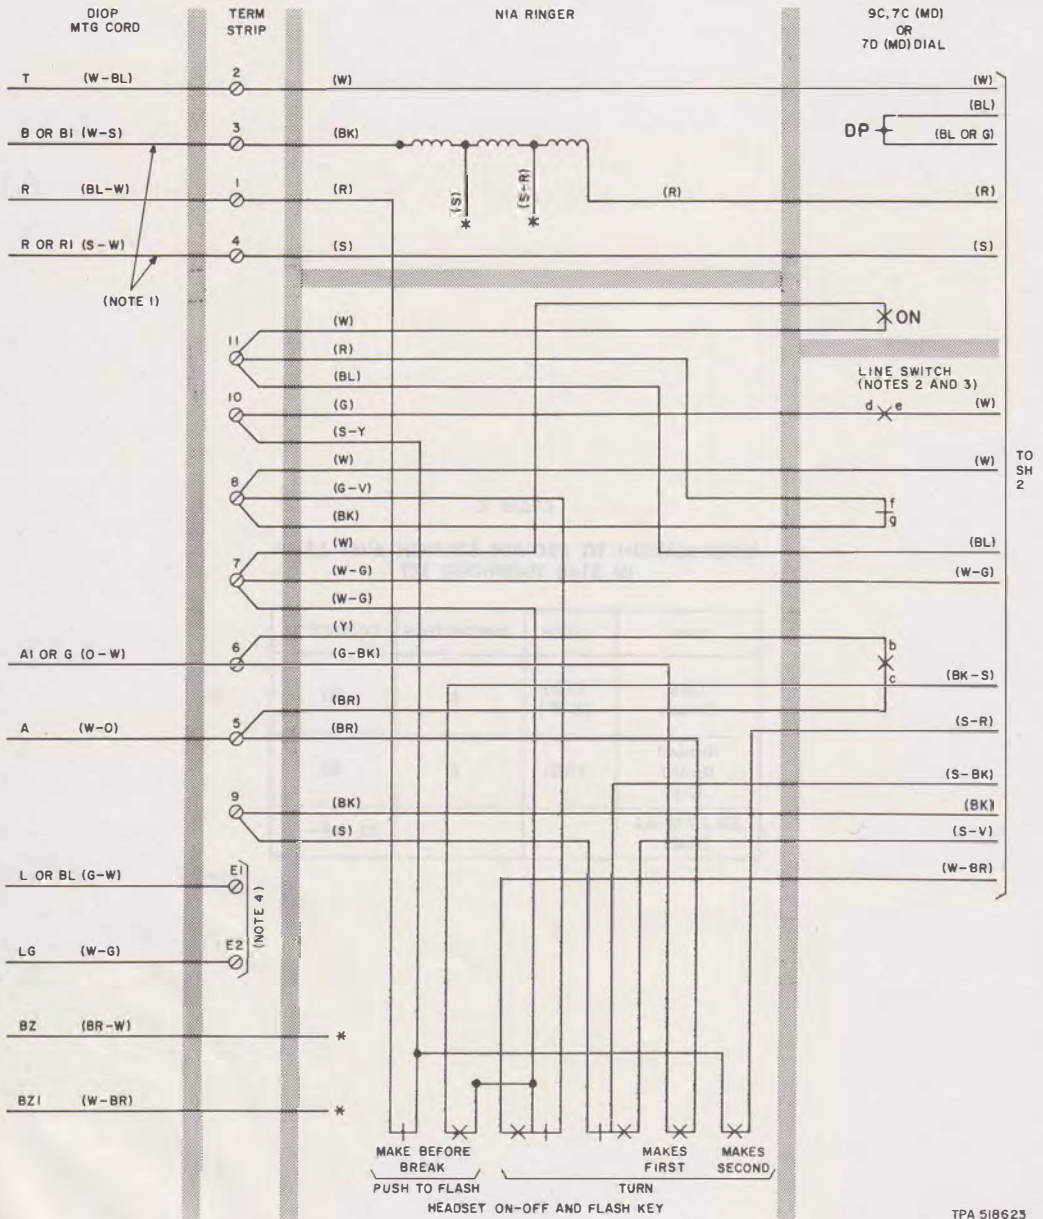 DIOP
MTG CORD
TERM
STRIP
N1A RINGER
9C, 7C (MD)
OR
7D (MD) DIAL
T (W-BL) 2 (W) (W)
(BL)
DP (BL OR G)
B OR B1 (W-S) 3 (BK)
R (BL-W) 1 (R) (S) (S-R) (R) (R)
* *
R OR R1 (S-W) 4 (S) (S)
(NOTE 1)
(W) ON
11 (R)
(BL)
LINE SWITCH
(NOTES 2 AND 3)
10 (G) d e (W)
(S-Y
(W) (W)
TO
SH
2
8 (G-V) f
(BK) g
(W) (BL)
7 (W-G) (W-G)
(W-G)
(Y) b
A1 OR G (O-W) 6 (G-BK)
c (BK-S)
(BR)
A (W-O) 5 (BR) (S-R)
(S-BK)
9 (BK) (BK)
(S) (S-V)
(W-BR)
L OR BL (G-W) E1
(NOTE 4)
LG (W-G) E2
BZ (BR-W) *
BZ1 (W-BR) *
MAKE BEFORE
BREAK
MAKES
FIRST
MAKES
SECOND
PUSH TO FLASH TURN
HEADSET ON-OFF AND FLASH KEY
TPA 518623